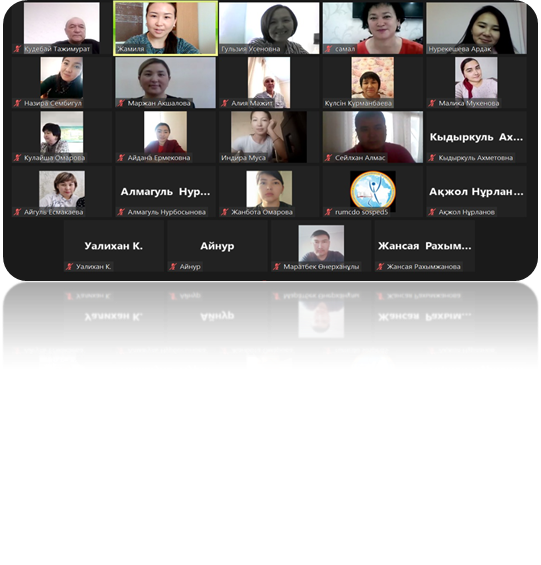 Кудебай Тажимурат
Жамиля
Гульзия Усеновна
самал
Нурекешева Ардак
Назира Сембигул
Маржан Акшалова
Алия Мажит
Күлсін Құрманбаева
Малика Мукенова
Кулайша Омарова
Айдана Ермековна
Индира Муса
Сейлхан Алмас
Кыдыркуль Ах...
Кыдыркуль Ахметовна
Айгуль Есмакаева
Алмагуль Нур...
Алмагуль Нурбосынова
Жанбота Омарова
rumcdo sosped5
Ақжол Нұрлан...
Ақжол Нұрланов
Уалихан К.
Уалихан К.
Айнур
Айнур
Маратбек Өнерханұлы
Жансая Рахым...
Жансая Рахымжанова